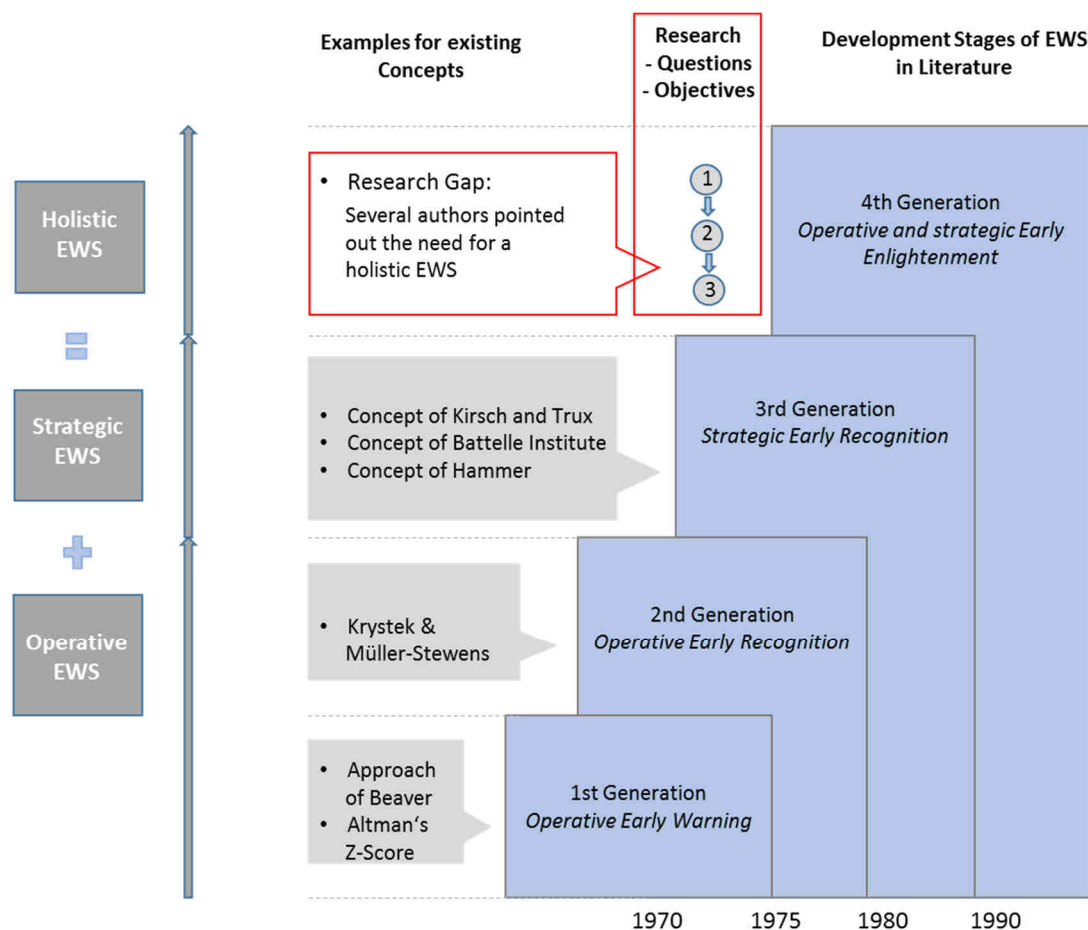 Examples for existing
Concepts
Research
- Questions
- Objectives
Development Stages of EWS
in Literature
Holistic
EWS
• Research Gap:
Several authors pointed
out the need for a
holistic EWS
1
2
3
4th Generation
Operative and strategic Early
Enlightenment
Strategic
EWS
• Concept of Kirsch and Trux
• Concept of Battelle Institute
• Concept of Hammer
3rd Generation
Strategic Early Recognition
Operative
EWS
• Krystek &
Müller-Stewens
2nd Generation
Operative Early Recognition
• Approach
of Beaver
• Altman‘s
Z-Score
1st Generation
Operative Early Warning
1970
1975
1980
1990